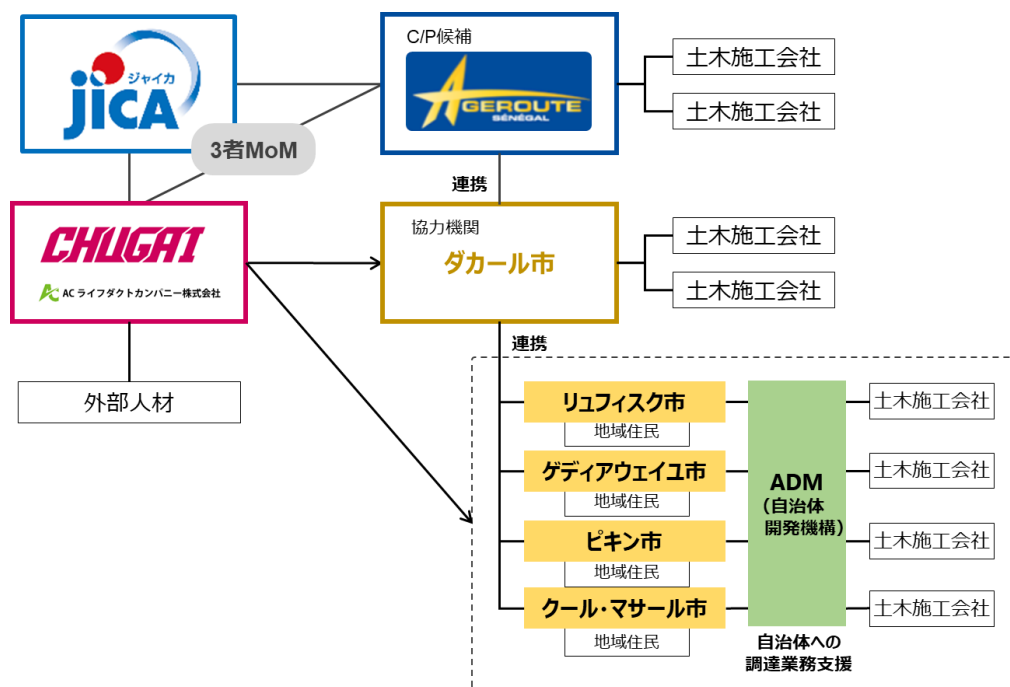 ジャイカ
JICA
C/P候補
AGEROUTE
SÉNÉGAL
土木施工会社
土木施工会社
3者MoM
連携
CHUGAI
AC ライフダクトカンパニー株式会社
協力機関
ダカール市
土木施工会社
土木施工会社
連携
外部人材
リュフィスク市
地域住民
ゲディアウェイユ市
地域住民
ピキン市
地域住民
クール・マサール市
地域住民
ADM
（自治体
開発機構）
土木施工会社
土木施工会社
土木施工会社
土木施工会社
自治体への
調達業務支援